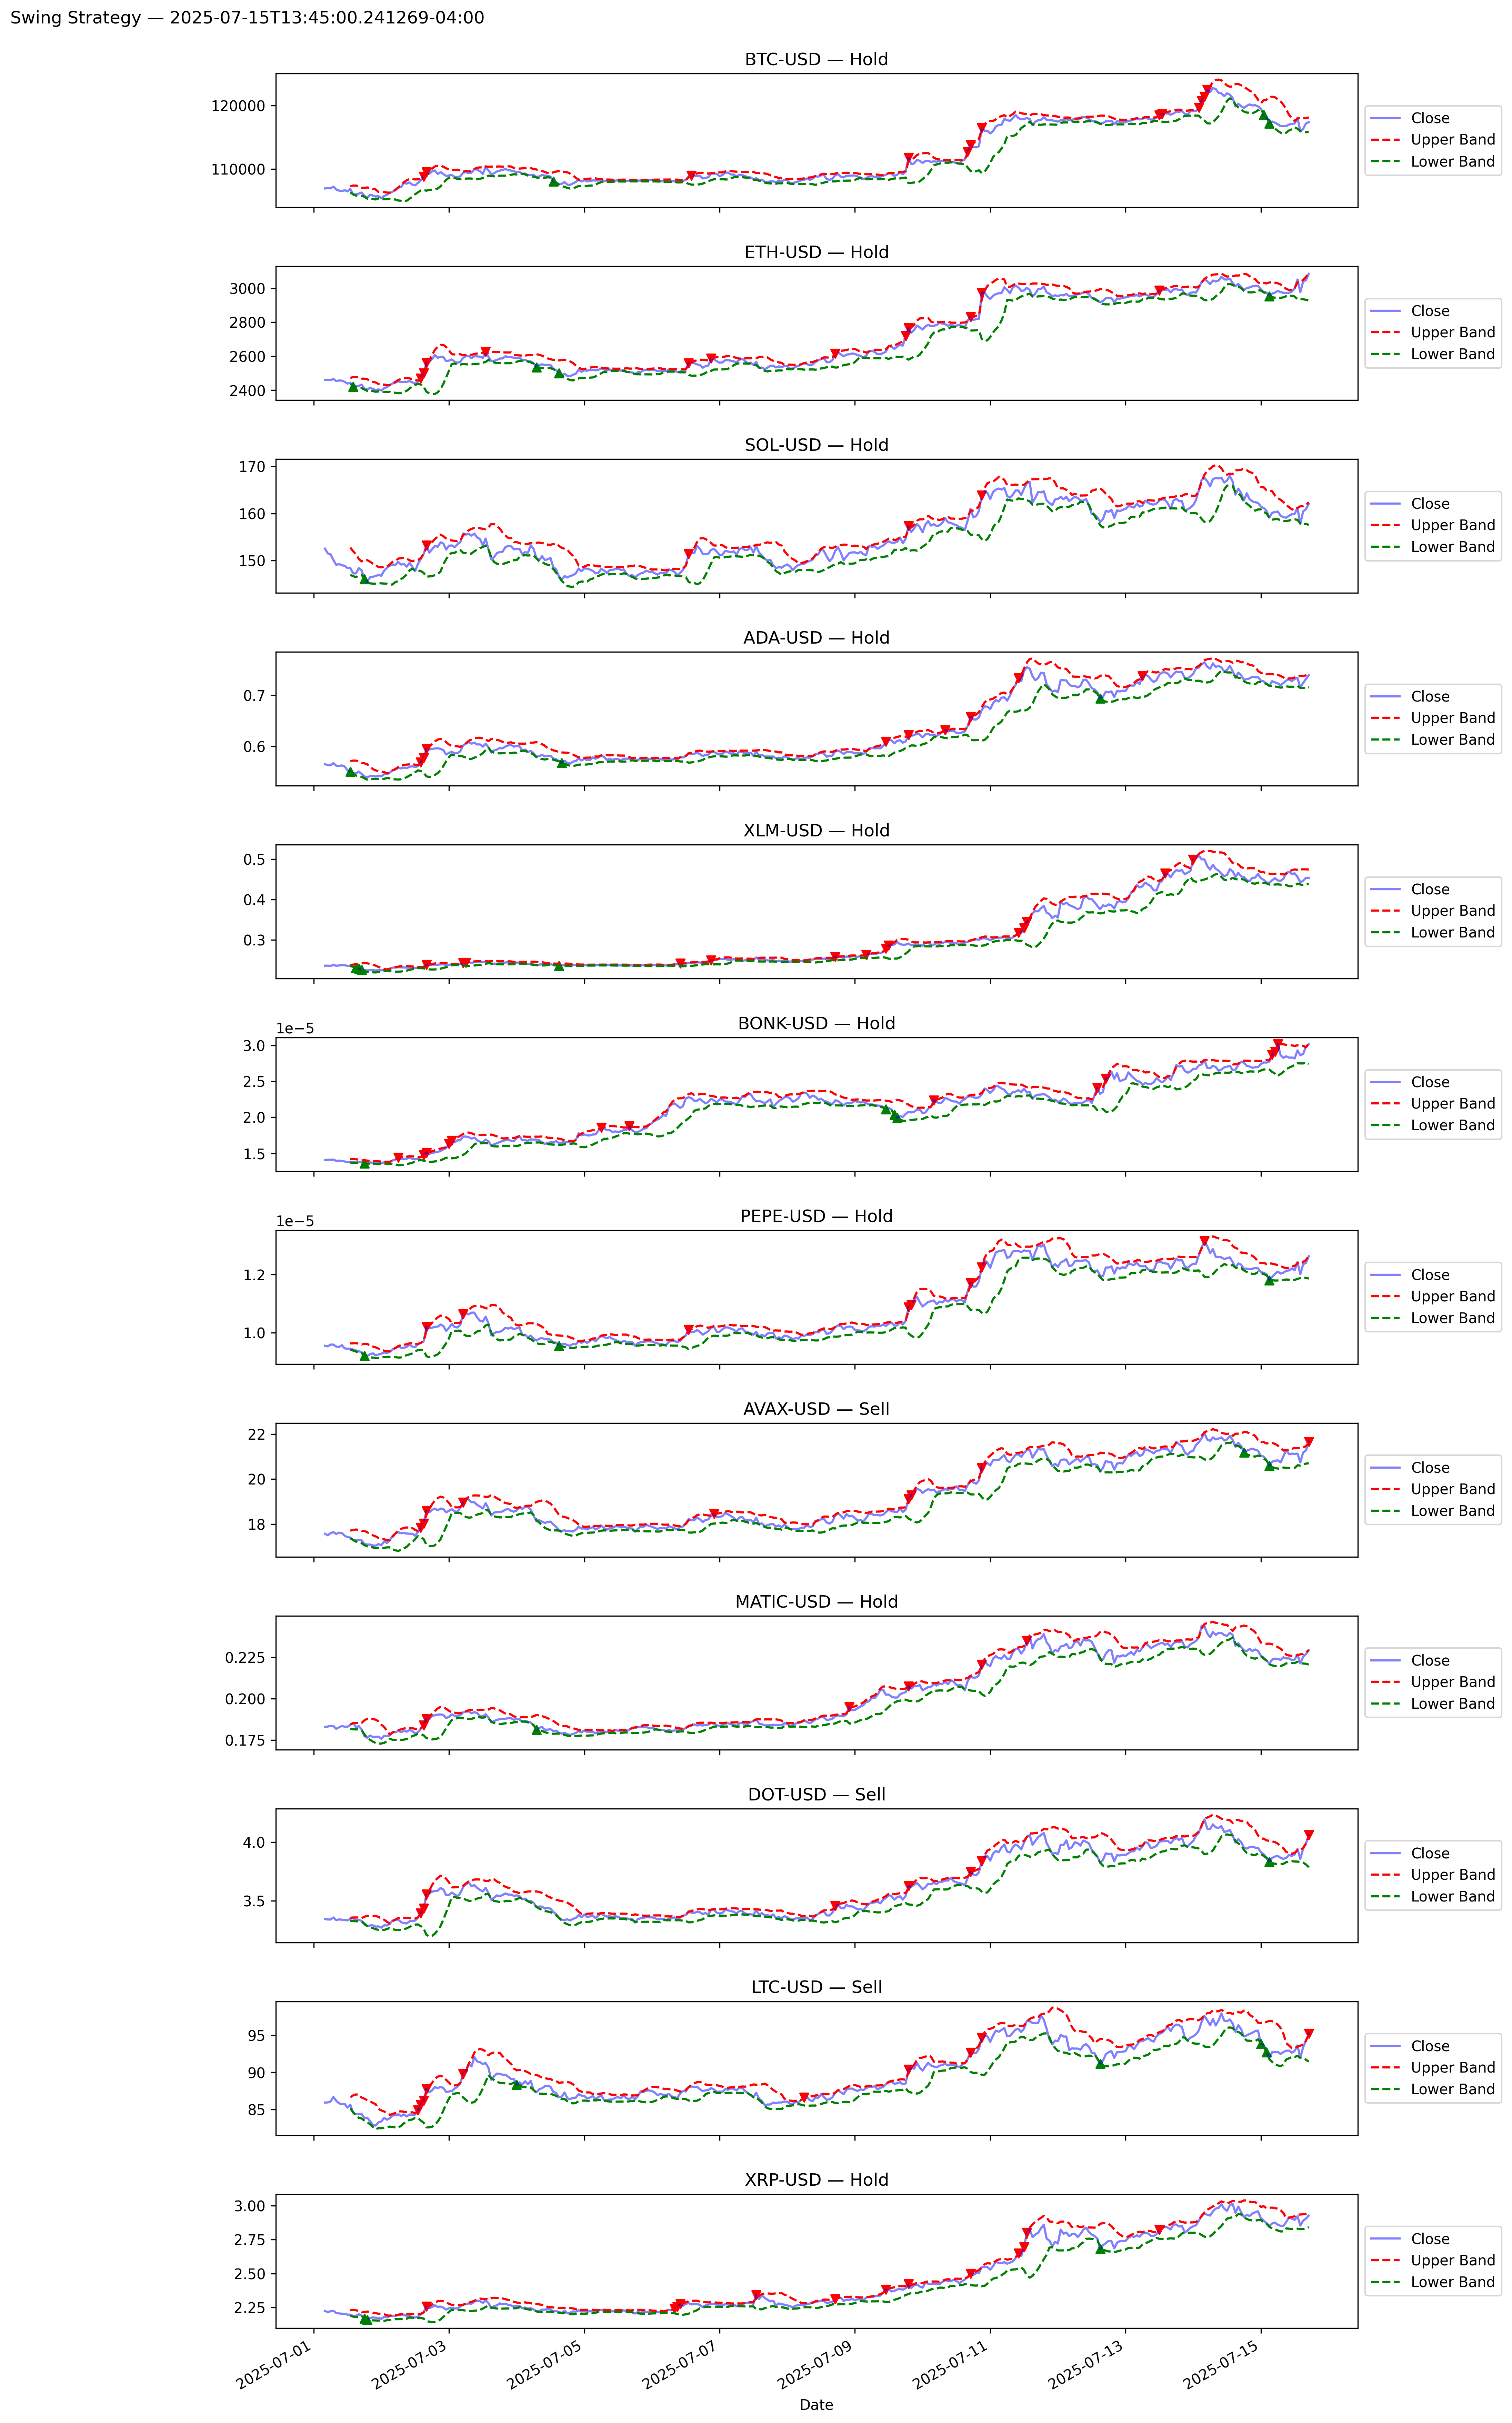 Swing Strategy — 2025-07-15T13:45:00.241269-04:00
BTC-USD — Hold
120000
110000
Close
Upper Band
Lower Band
ETH-USD — Hold
3000
2800
2600
2400
Close
Upper Band
Lower Band
SOL-USD — Hold
170
160
150
Close
Upper Band
Lower Band
ADA-USD — Hold
0.7
0.6
Close
Upper Band
Lower Band
XLM-USD — Hold
0.5
0.4
0.3
Close
Upper Band
Lower Band
BONK-USD — Hold
1e−5
3.0
2.5
2.0
1.5
Close
Upper Band
Lower Band
PEPE-USD — Hold
1e−5
1.2
1.0
Close
Upper Band
Lower Band
AVAX-USD — Sell
22
20
18
Close
Upper Band
Lower Band
MATIC-USD — Hold
0.225
0.200
0.175
Close
Upper Band
Lower Band
DOT-USD — Sell
4.0
3.5
Close
Upper Band
Lower Band
LTC-USD — Sell
95
90
85
Close
Upper Band
Lower Band
XRP-USD — Hold
3.00
2.75
2.50
2.25
Close
Upper Band
Lower Band
2025-07-01
2025-07-03
2025-07-05
2025-07-07
2025-07-09
2025-07-11
2025-07-13
2025-07-15
Date